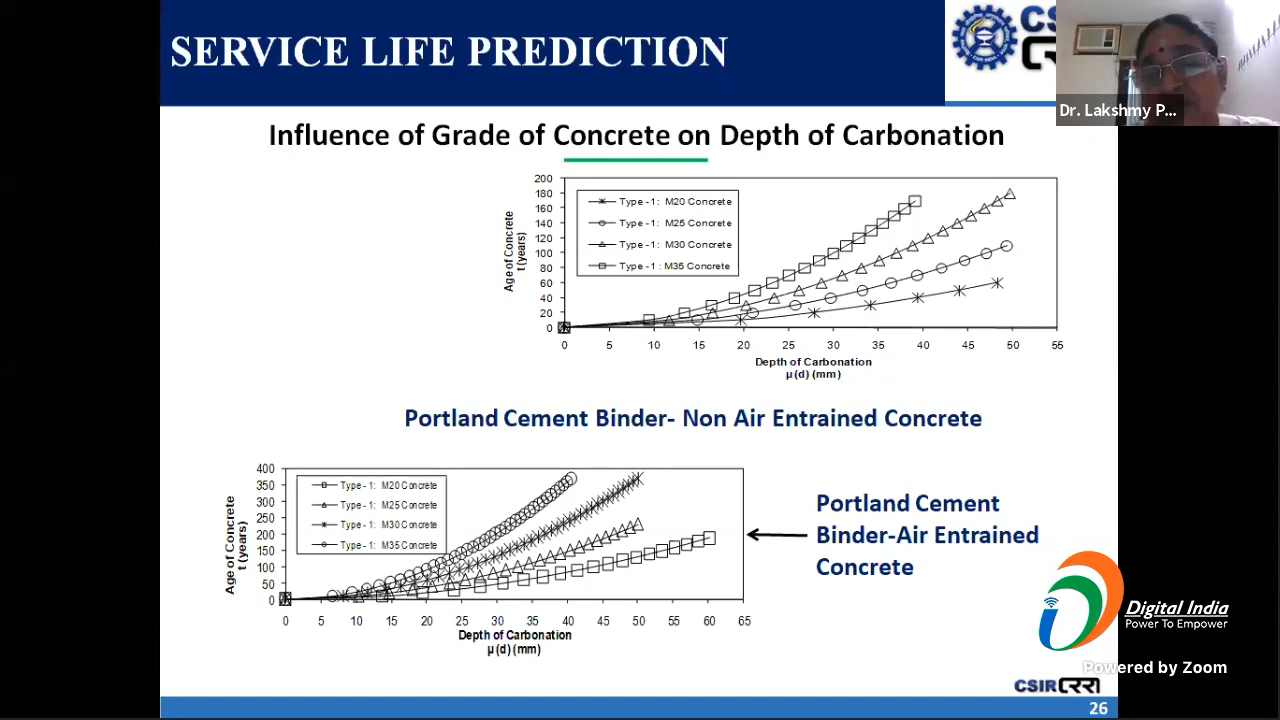 SERVICE LIFE PREDICTION
CS
Dr. Lakshmy P...
Influence of Grade of Concrete on Depth of Carbonation
200
180
160
140
120
100
80
60
40
20
0
Age of Concrete
t (years)
Type -1: M20 Concrete
Type -1: M25 Concrete
Type -1: M30 Concrete
Type -1 : M35 Concrete
0 5 10 15 20 25 30 35 40 45 50 55
Depth of Carbonation
µ (d) (mm)
Portland Cement Binder- Non Air Entrained Concrete
400
350
300
250
200
150
100
50
0
Age of Concrete
t (years)
Type -1: M20 Concrete
Type -1: M25 Concrete
Type -1: M30 Concrete
Type -1: M35 Concrete
0 5 10 15 20 25 30 35 40 45 50 55 60 65
Depth of Carbonation
µ (d) (mm)
Portland Cement
Binder-Air Entrained
Concrete
Digital India
Power To Empower
Powered by Zoom
CSIR CRRI
26